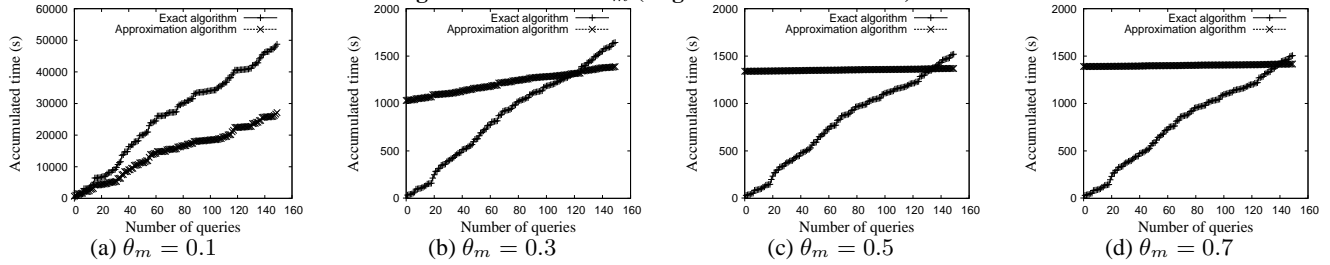 Exact algorithm
Approximation algorithm
Accumulated time (s)
60000
50000
40000
30000
20000
10000
0
0 20 40 60 80 100 120 140 160
Number of queries
(a) θm = 0.1
Exact algorithm
Approximation algorithm
Accumulated time (s)
2000
1500
1000
500
0
0 20 40 60 80 100 120 140 160
Number of queries
(b) θm = 0.3
Exact algorithm
Approximation algorithm
Accumulated time (s)
2000
1500
1000
500
0
0 20 40 60 80 100 120 140 160
Number of queries
(c) θm = 0.5
Exact algorithm
Approximation algorithm
Accumulated time (s)
2000
1500
1000
500
0
0 20 40 60 80 100 120 140 160
Number of queries
(d) θm = 0.7